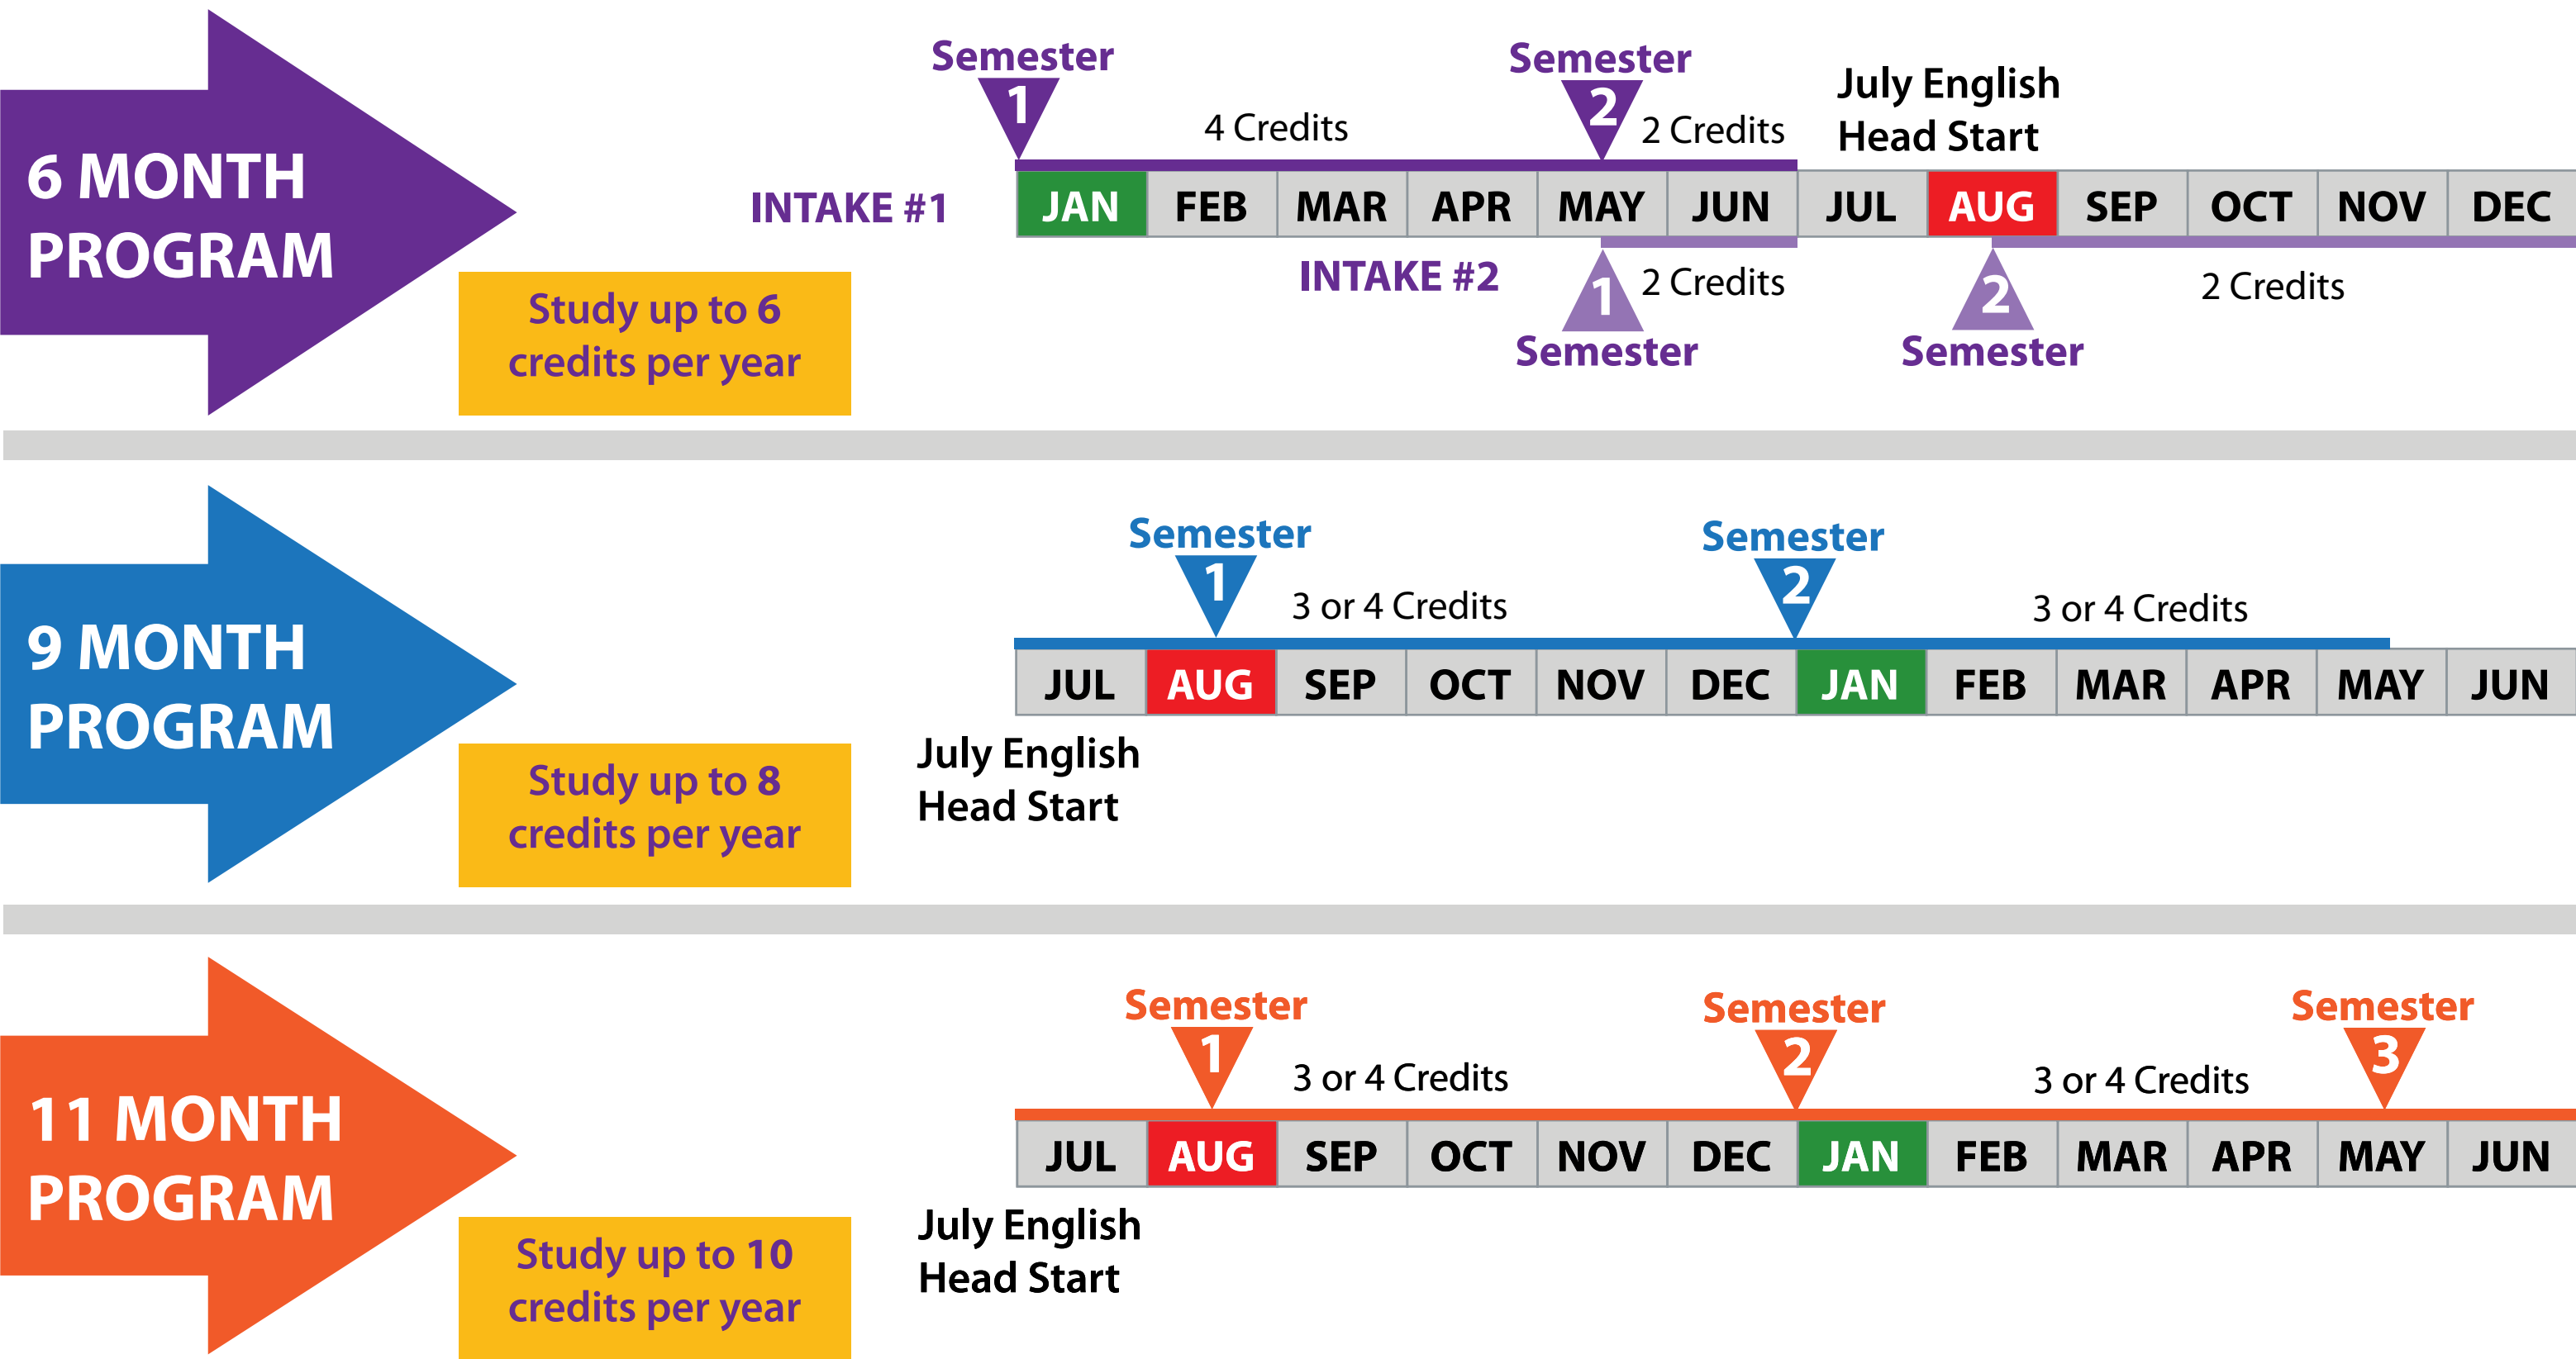 6 MONTH
PROGRAM
Study up to 6
credits per year
INTAKE #1
Semester
1
4 Credits
Semester
2
2 Credits
July English
Head Start
JAN FEB MAR APR MAY JUN JUL AUG SEP OCT NOV DEC
INTAKE #2
1
Semester
2 Credits
2
Semester
2 Credits
9 MONTH
PROGRAM
Study up to 8
credits per year
Semester
1
3 or 4 Credits
Semester
2
3 or 4 Credits
JUL AUG SEP OCT NOV DEC JAN FEB MAR APR MAY JUN
July English
Head Start
11 MONTH
PROGRAM
Study up to 10
credits per year
Semester
1
3 or 4 Credits
Semester
2
3 or 4 Credits
Semester
3
JUL AUG SEP OCT NOV DEC JAN FEB MAR APR MAY JUN
July English
Head Start